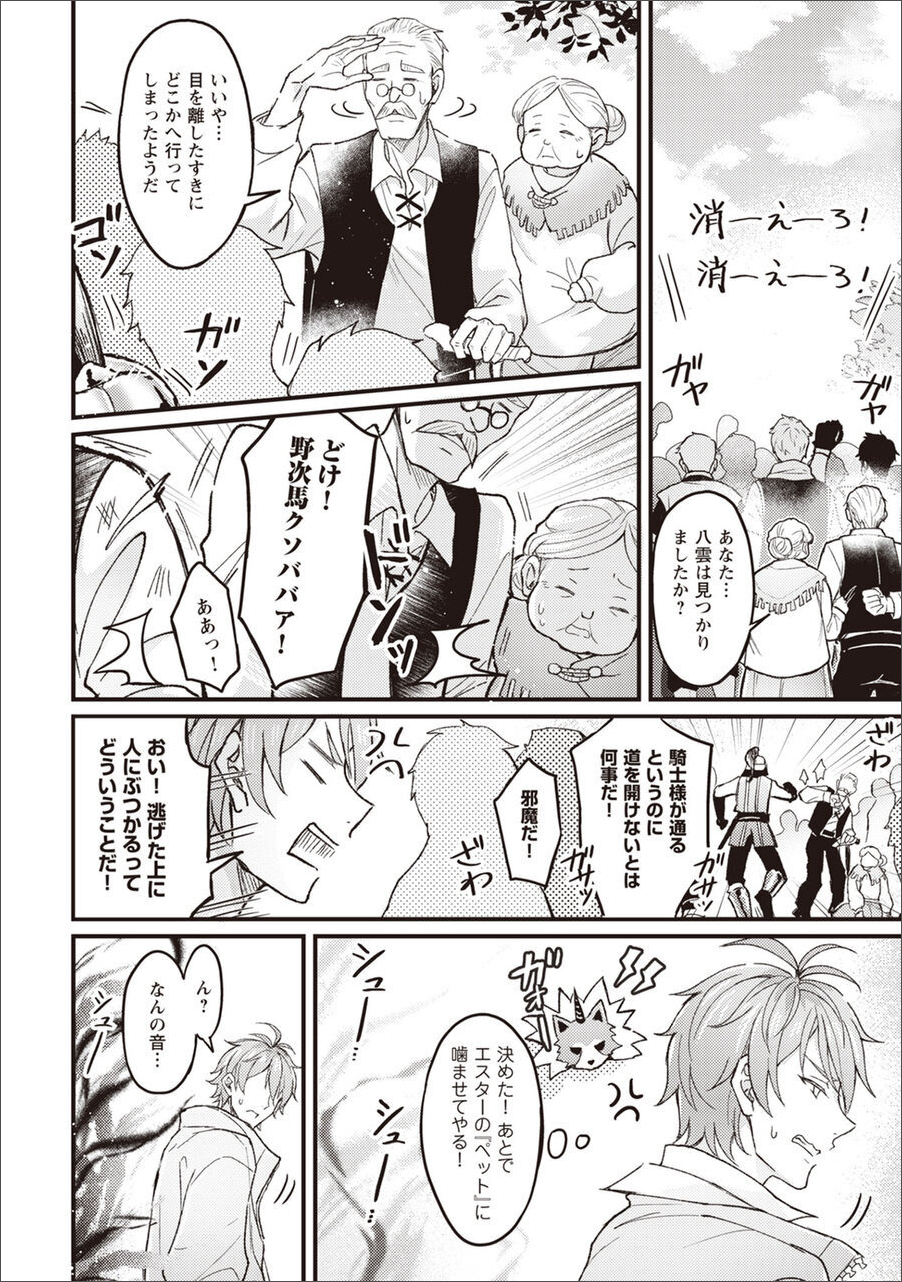 消ーえーろ!
消ーえーろ!
ガヤ
ガヤ
あなた…
八雲は見つかり
ましたか?
いいや…
目を離したすきに
どこかへ行って
しまったようだ
ゴン
ガッ
どけ!
野次馬クソババァ!
ああっ!
ざわ
騎士様が通る
というのに
道を開けないとは
何事だ!
ガサッ
ガサッ
邪魔だ!
ざわ
ぐるっ
おい! 逃げた上に
人にぶつかるって
どういうことだ!
ガオー
決めた! あとで
エスターの『ペット』に
噛ませてやる!
シュー
シュー
ん?
なんの音…